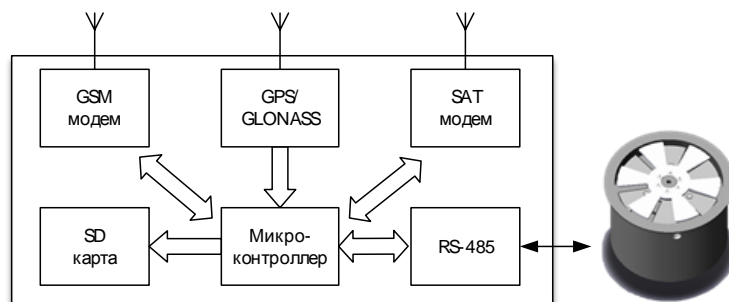 GSM
модем
GPS/
GLONASS
SAT
модем
SD
карта
Микро-
контроллер
RS-485